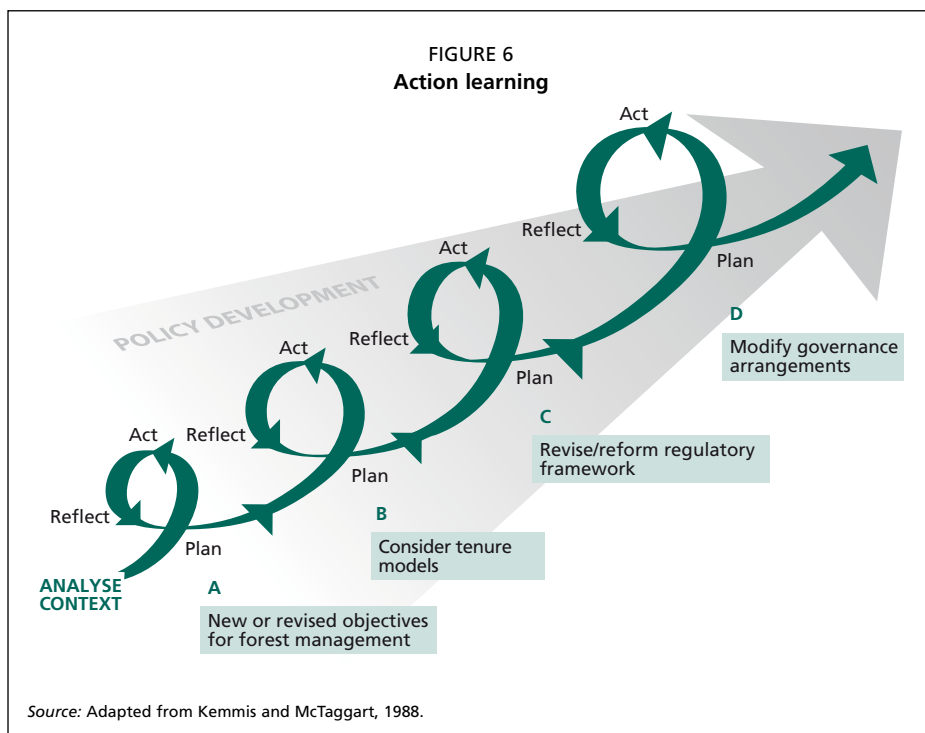 FIGURE 6
Action learning
Act
Reflect
Plan
Act
Reflect
Plan
POLICY DEVELOPMENT
Act
Reflect
Plan
Act
Reflect
Plan
ANALYSE
CONTEXT
A
New or revised objectives
for forest management
B
Consider tenure
models
C
Revise/reform regulatory
framework
D
Modify governance
arrangements
Source: Adapted from Kemmis and McTaggart, 1988.